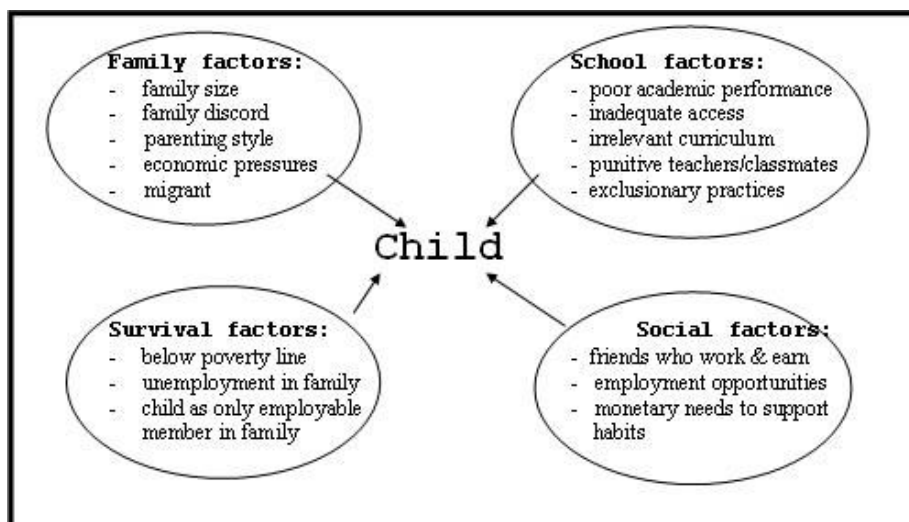 Family factors:
- family size
- family discord
- parenting style
- economic pressures
- migrant
School factors:
- poor academic performance
- inadequate access
- irrelevant curriculum
- punitive teachers/classmates
- exclusionary practices
Child
Survival factors:
- below poverty line
- unemployment in family
- child as only employable
member in family
Social factors:
- friends who work & earn
- employment opportunities
- monetary needs to support
habits